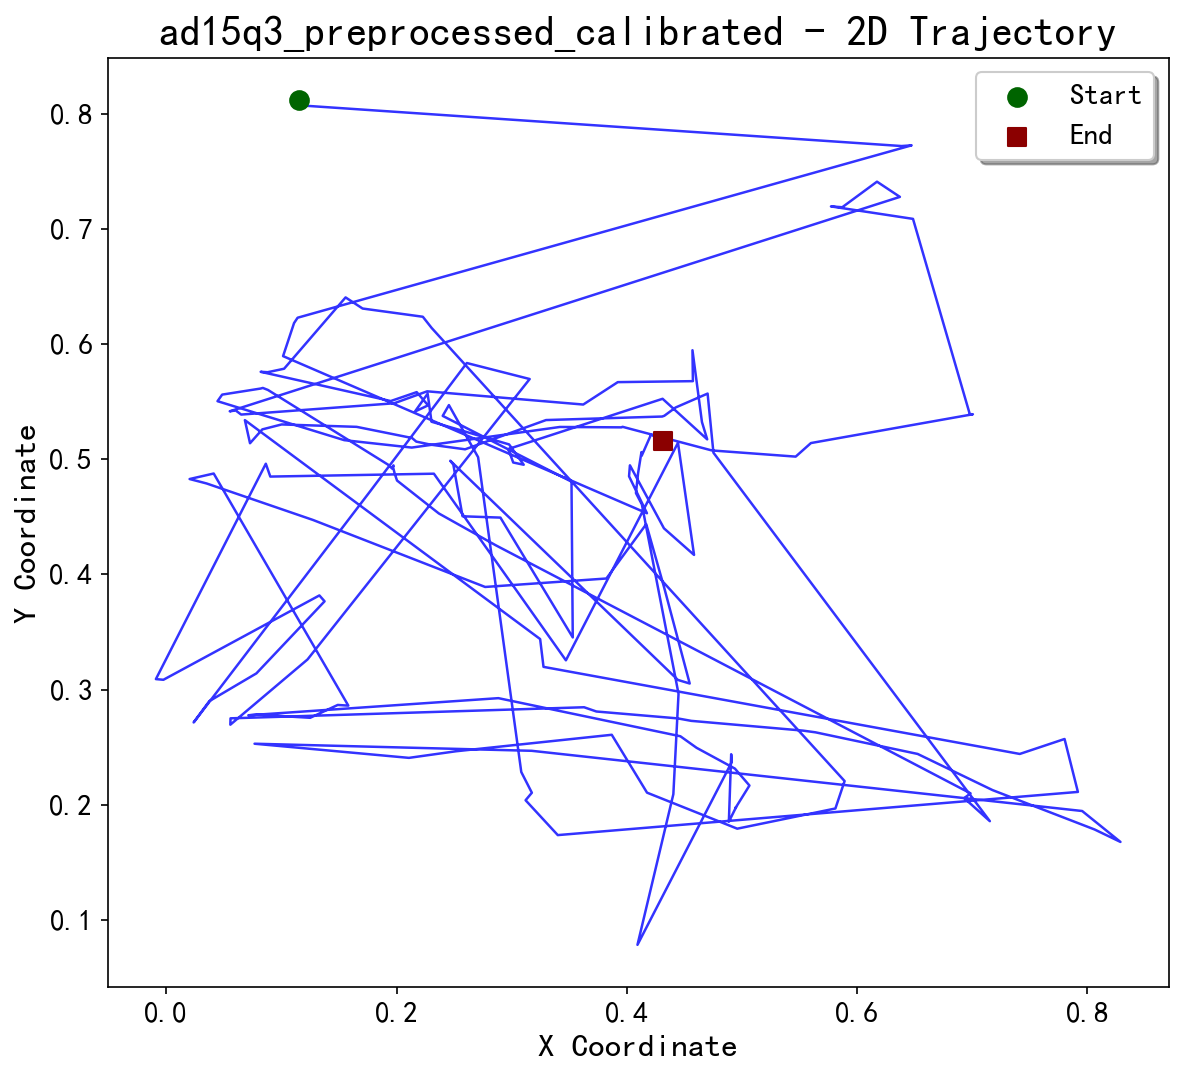 ad15q3_preprocessed_calibrated - 2D Trajectory
Start
End
0.8
0.7
0.6
0.5
0.4
0.3
0.2
0.1
Y Coordinate
0.0 0.2 0.4 0.6 0.8
X Coordinate